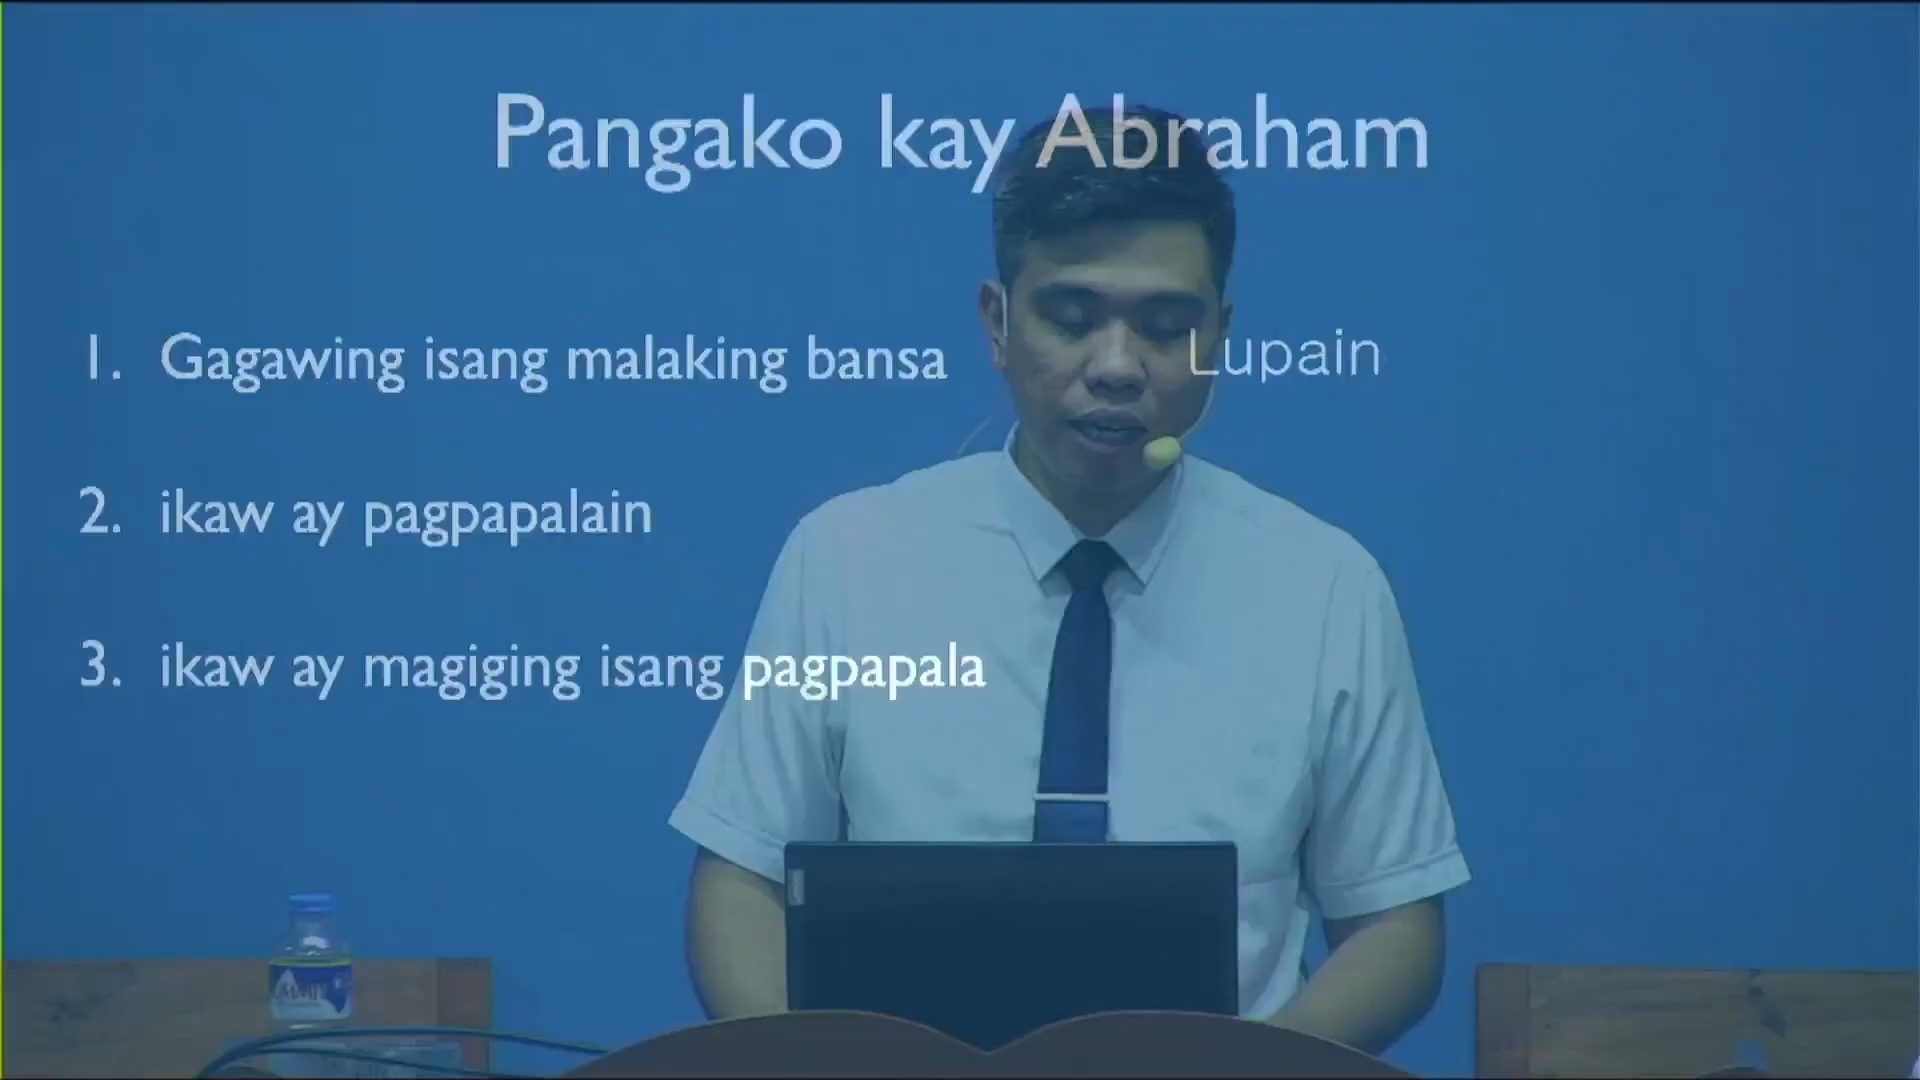 Pangako kay Abraham
1. Gagawing isang malaking bansa Lupain
2. ikaw ay pagpapalain
3. ikaw ay magiging isang pagpapala